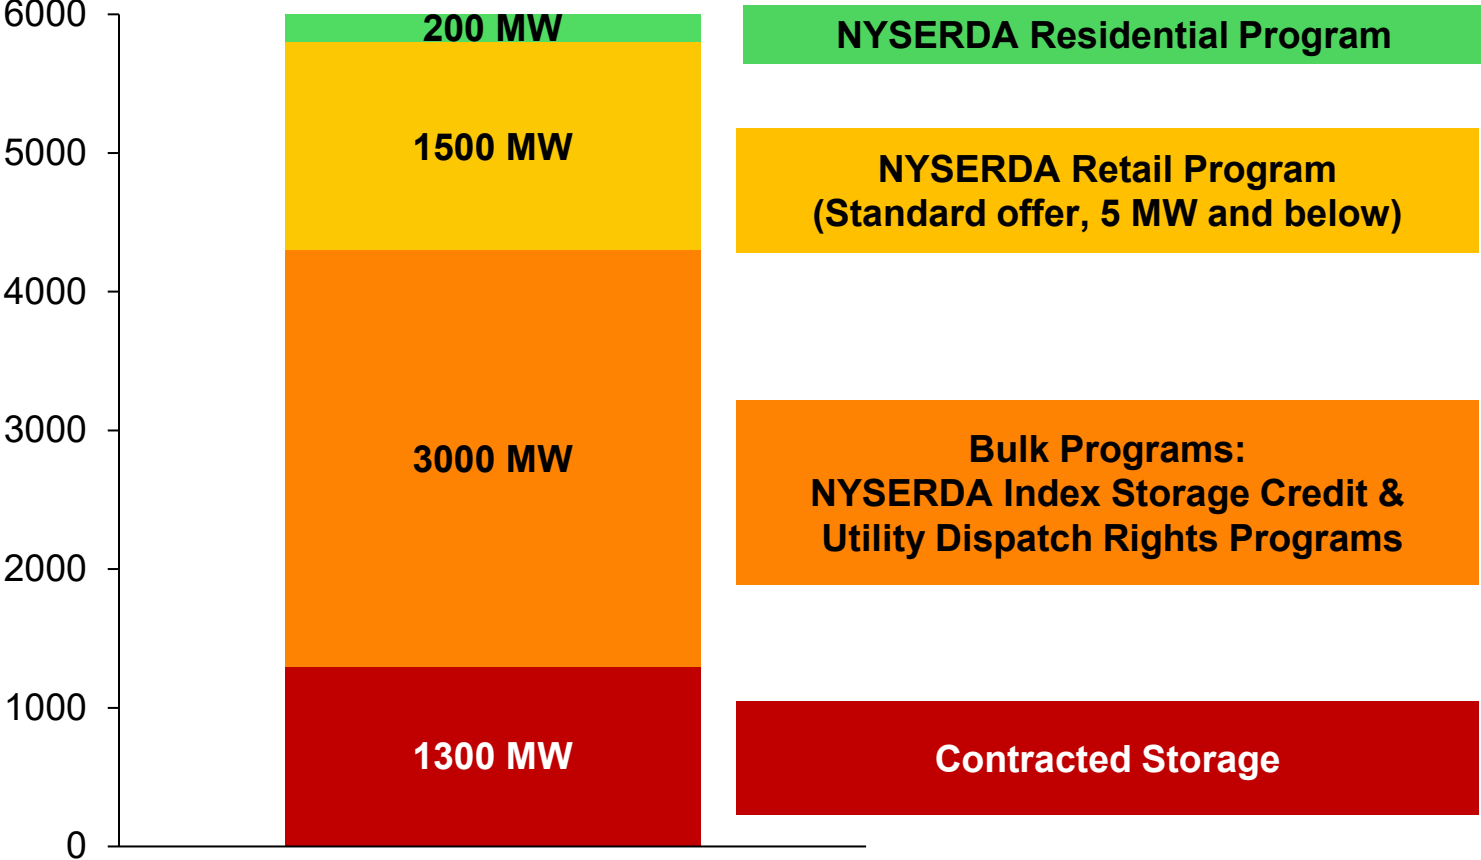 6000
5000
4000
3000
2000
1000
0
200 MW
1500 MW
3000 MW
1300 MW
NYSERDA Residential Program
NYSERDA Retail Program
(Standard offer, 5 MW and below)
Bulk Programs:
NYSERDA Index Storage Credit &
Utility Dispatch Rights Programs
Contracted Storage